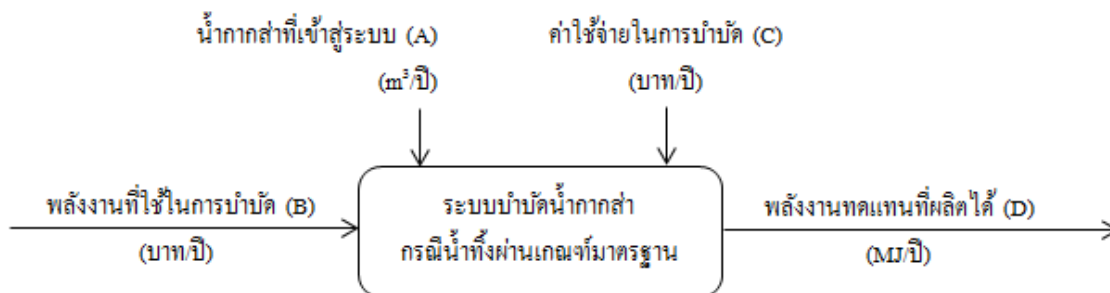 น้ำกากส่าที่เข้าสู่ระบบ (A)
(m³/ปี)
ค่าใช้จ่ายในการบำบัด (C)
(บาท/ปี)
พลังงานที่ใช้ในการบำบัด (B)
(บาท/ปี)
ระบบบำบัดน้ำกากส่า
กรณีน้ำทิ้งผ่านเกณฑ์มาตรฐาน
พลังงานทดแทนที่ผลิตได้ (D)
(MJ/ปี)